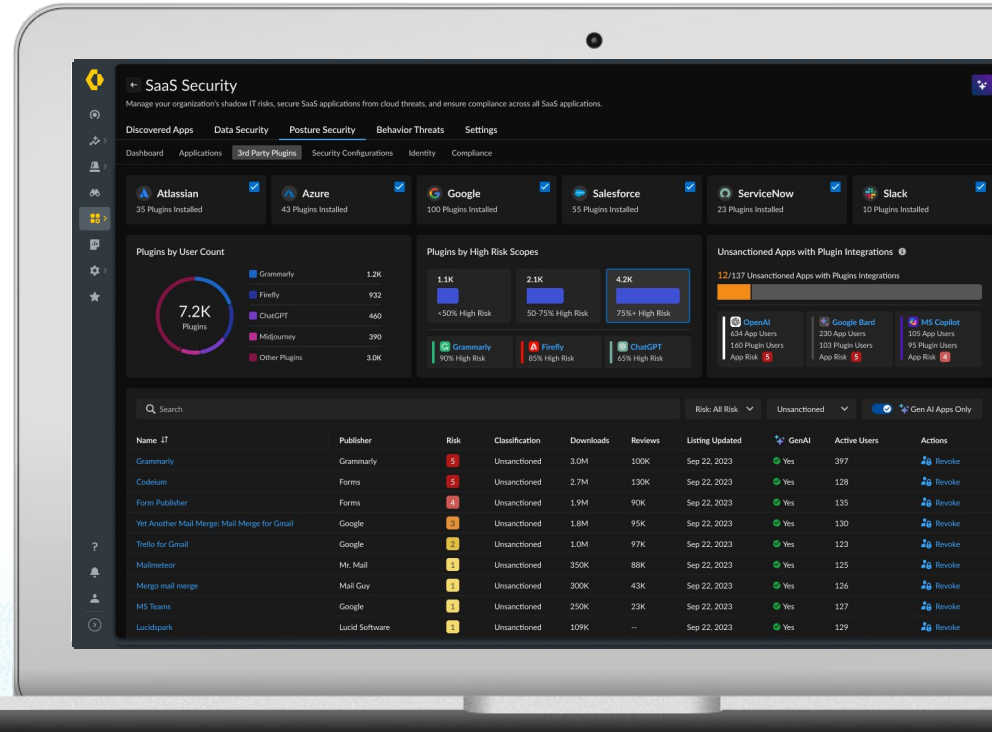 SaaS Security
Manage your organization's shadow IT risks, secure SaaS applications from cloud threats, and ensure compliance across all SaaS applications.
Discovered Apps Data Security Posture Security Behavior Threats Settings
Dashboard Applications 3rd Party Plugins Security Configurations Identity Compliance
Atlassian Azure Google Salesforce ServiceNow Slack
35 Plugins Installed 43 Plugins Installed 100 Plugins Installed 55 Plugins Installed 23 Plugins Installed 10 Plugins Installed
Plugins by User Count
7.2K
Plugins
Grammarly 1.2K
Firefly 932
ChatGPT 460
Midjourney 390
Other Plugins 3.0K
Plugins by High Risk Scopes
1.1K 2.1K 4.2K
<50% High Risk 50-75% High Risk 75%+ High Risk
Grammarly Firefly ChatGPT
90% High Risk 85% High Risk 65% High Risk
Unsanctioned Apps with Plugin Integrations
12/137 Unsanctioned Apps with Plugins Integrations
OpenAI Google Bard MS Copilot
634 App Users 230 App Users 105 App Users
160 Plugin Users 103 Plugin Users 95 Plugin Users
App Risk 5 App Risk 5 App Risk 4
Search Risk: All Risk Unsanctioned Gen AI Apps Only
Name Publisher Risk Classification Downloads Reviews Listing Updated GenAI Active Users Actions
Grammarly Grammarly 5 Unsanctioned 3.0M 100K Sep 22, 2023 Yes 397 Revoke
Codeium Forms 5 Unsanctioned 2.7M 130K Sep 22, 2023 Yes 128 Revoke
Form Publisher Forms 4 Unsanctioned 1.9M 90K Sep 22, 2023 Yes 135 Revoke
Yet Another Mail Merge: Mail Merge for Gmail Google 3 Unsanctioned 1.8M 95K Sep 22, 2023 Yes 130 Revoke
Trello for Gmail Google 2 Unsanctioned 1.0M 97K Sep 22, 2023 Yes 123 Revoke
Mailmeteor Mr. Mail 1 Unsanctioned 350K 88K Sep 22, 2023 Yes 125 Revoke
Mergo mail merge Mail Guy 1 Unsanctioned 300K 43K Sep 22, 2023 Yes 126 Revoke
MS Teams Google 1 Unsanctioned 250K 23K Sep 22, 2023 Yes 127 Revoke
Lucidspark Lucid Software 1 Unsanctioned 109K -- Sep 22, 2023 Yes 129 Revoke